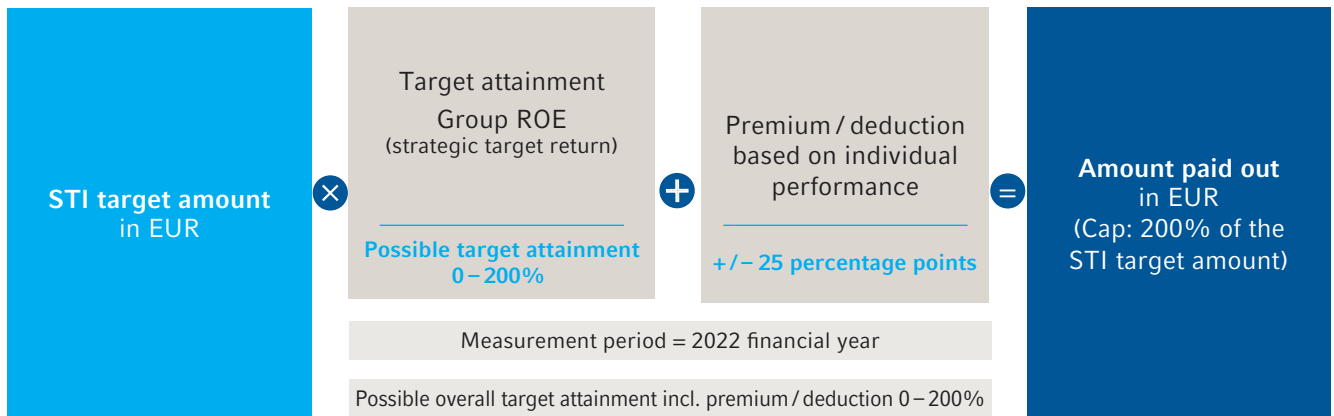 STI target amount
in EUR
×
Target attainment
Group ROE
(strategic target return)
Possible target attainment
0 – 200%
+
Premium / deduction
based on individual
performance
+ / – 25 percentage points
=
Amount paid out
in EUR
(Cap: 200% of the
STI target amount)
Measurement period = 2022 financial year
Possible overall target attainment incl. premium / deduction 0 – 200%